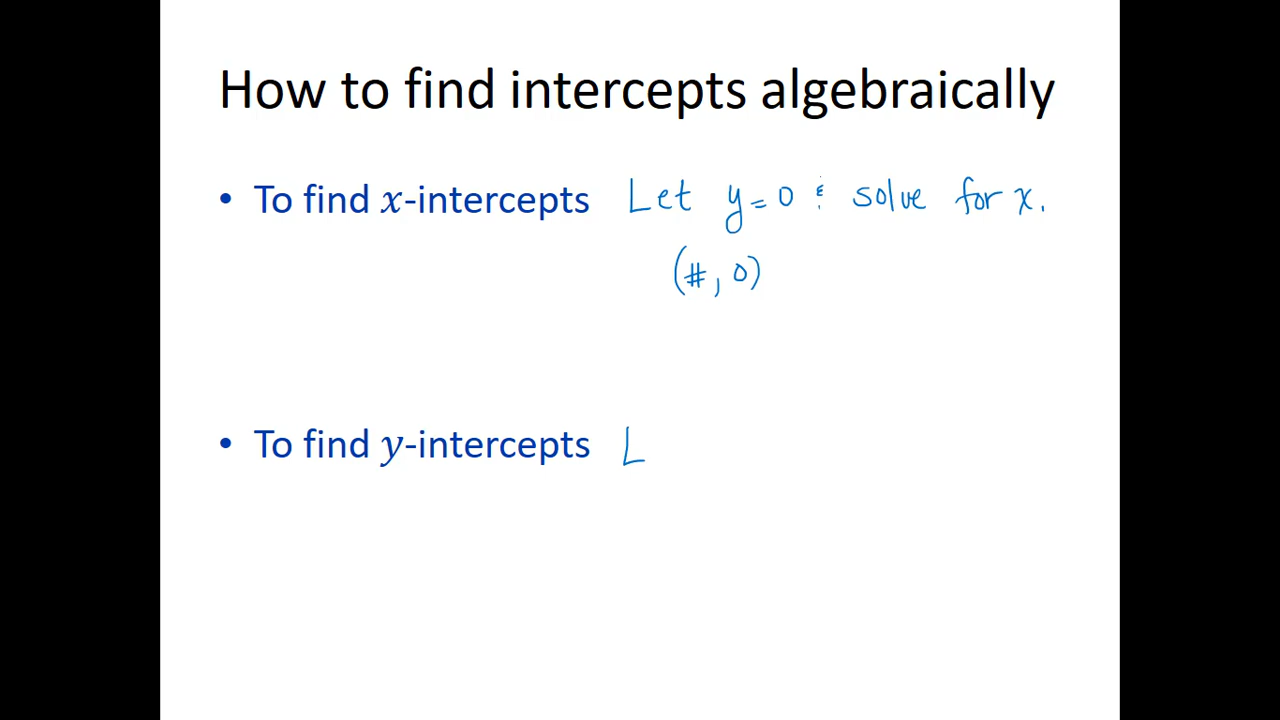 How to find intercepts algebraically
• To find x-intercepts Let y=0 & solve for x.
(#, 0)
• To find y-intercepts L